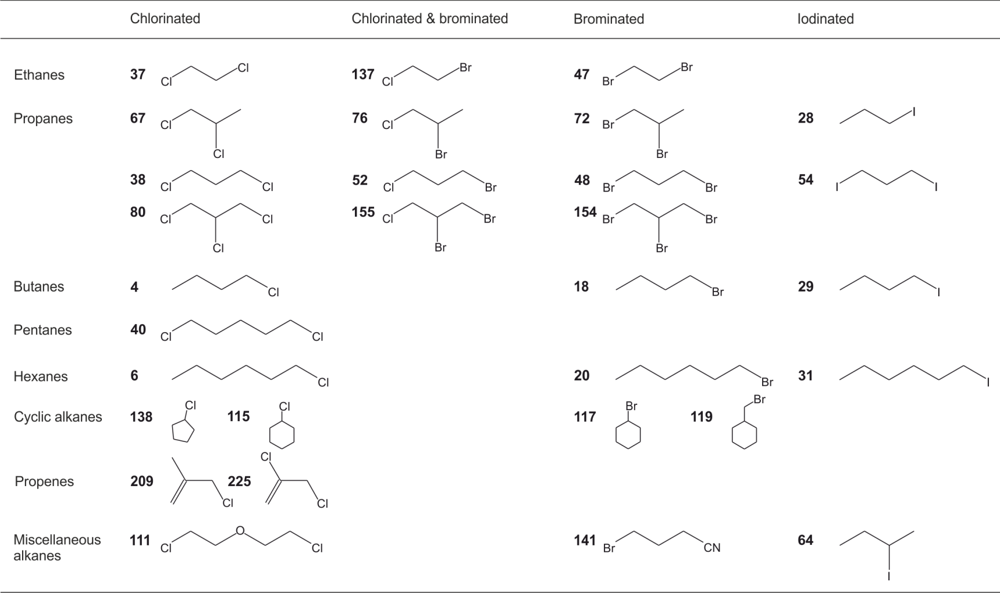 Chlorinated Chlorinated & brominated Brominated Iodinated
Ethanes 37 Cl Cl 137 Cl Br 47 Br Br
Propanes 67 Cl Cl 76 Cl Br 72 Br Br 28 I
38 Cl Cl 52 Cl Br 48 Br Br 54 I I
80 Cl Cl Cl 155 Cl Br Br 154 Br Br Br
Butanes 4 Cl 18 Br 29 I
Pentanes 40 Cl Cl
Hexanes 6 Cl 20 Br 31 I
Cyclic alkanes 138 Cl 115 Cl 117 Br 119 Br
Propenes 209 Cl 225 Cl Cl
Miscellaneous
alkanes 111 Cl O Cl 141 Br CN 64 I